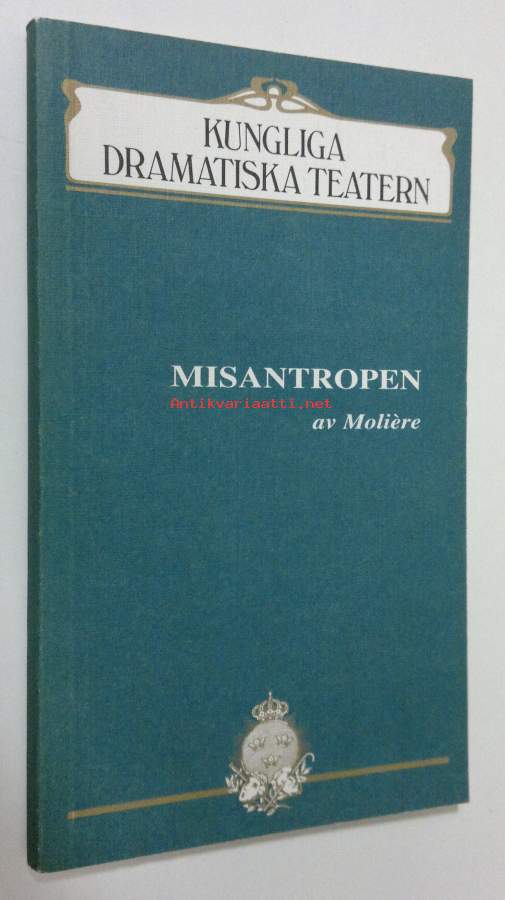 KUNGLIGA
DRAMATISKA TEATERN
MISANTROPEN
Antikvariaatti.net
av Molière